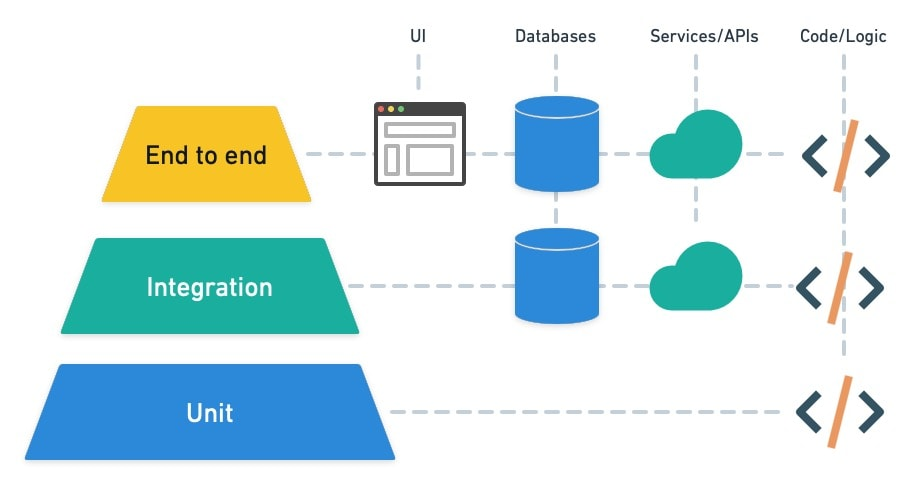 UI
Databases
Services/APIs
Code/Logic
End to end
Integration
Unit